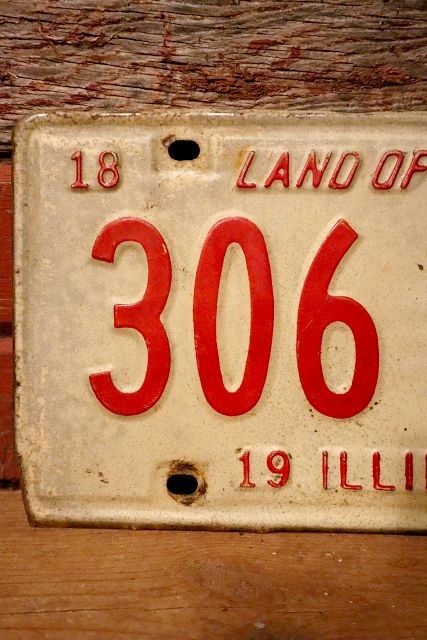 18 LAND OF
306
19 ILLI